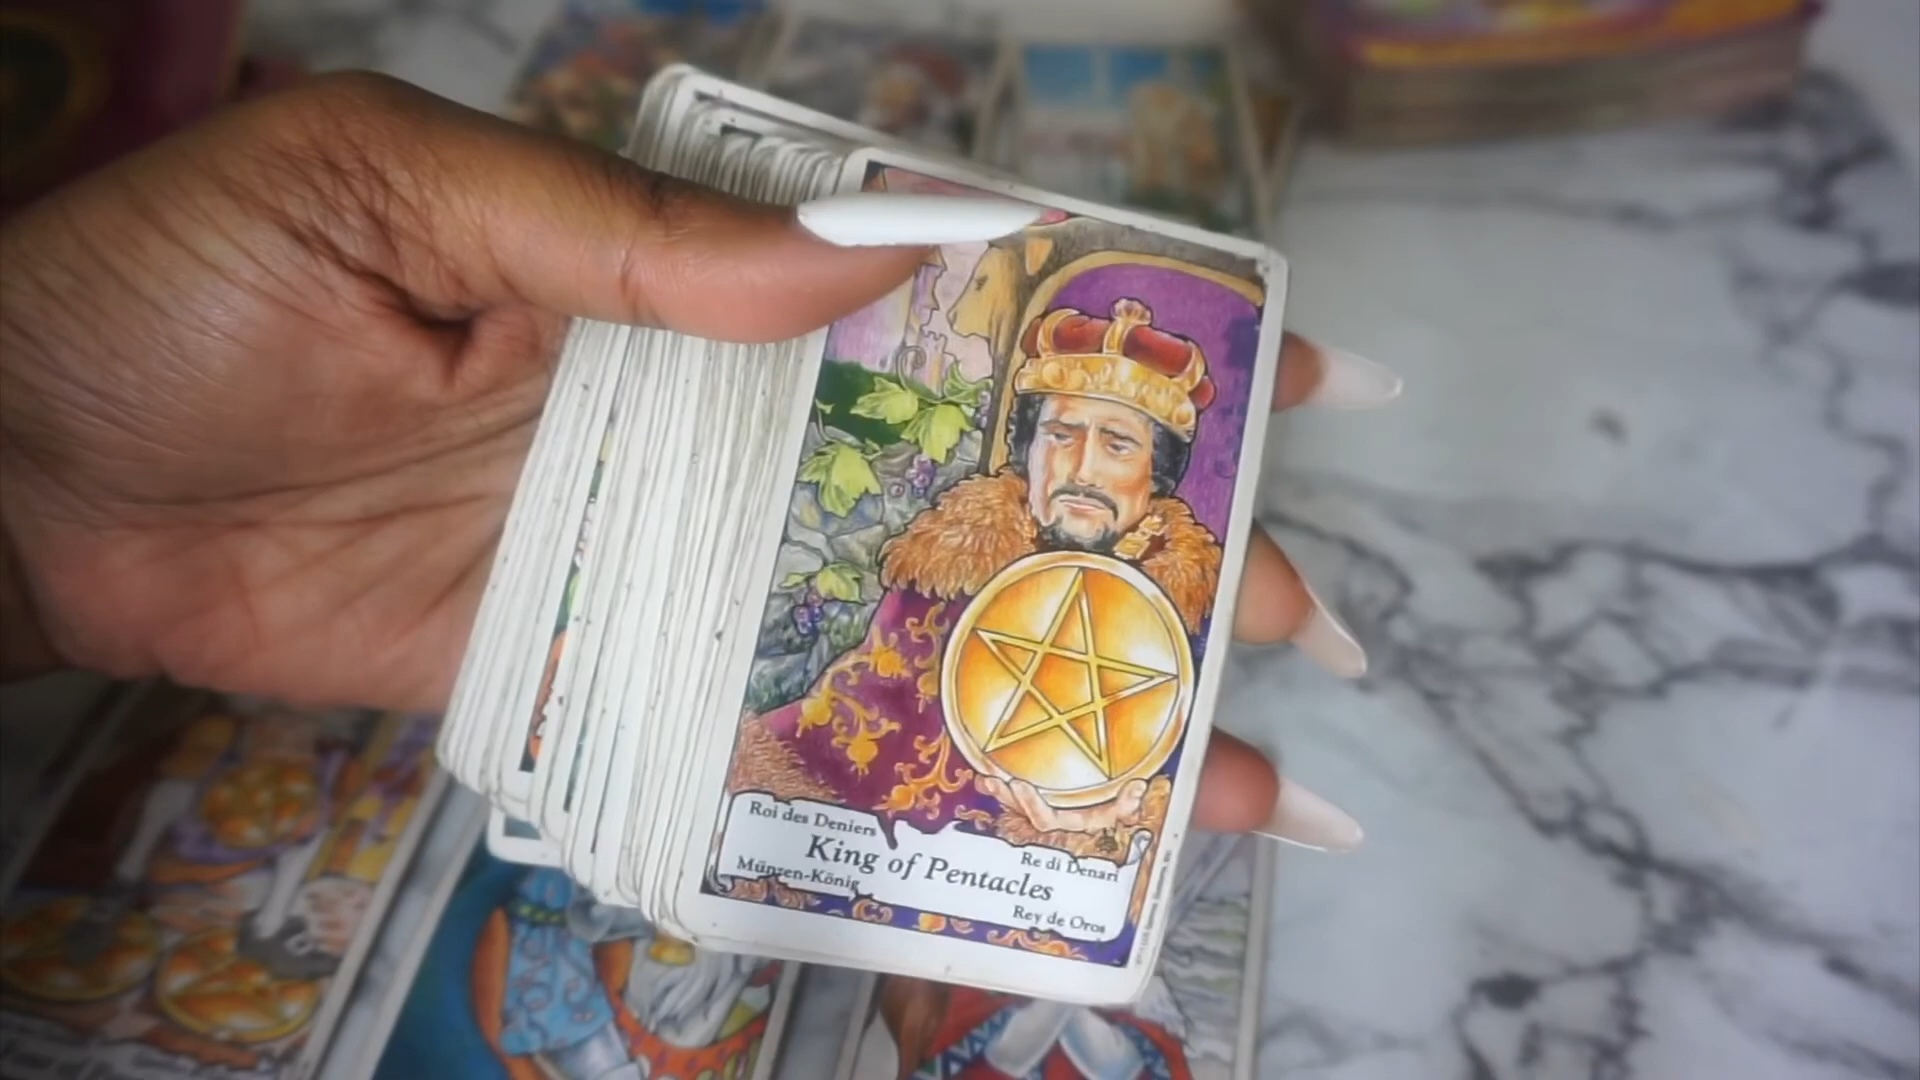 Roi des Deniers
King of Pentacles
Re di Denari
Münzen-König
Rey de Oros